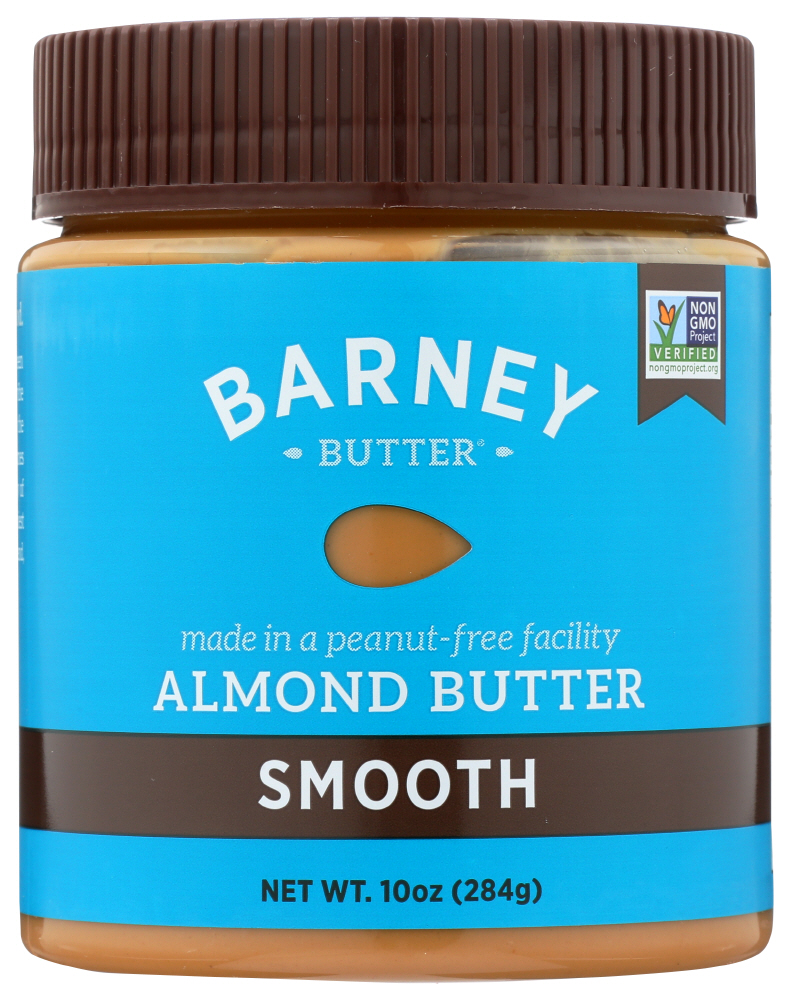 NON
GMO
Project
VERIFIED
nongmoproject.org
BARNEY
BUTTER®
made in a peanut-free facility
ALMOND BUTTER
SMOOTH
NET WT. 10oz (284g)